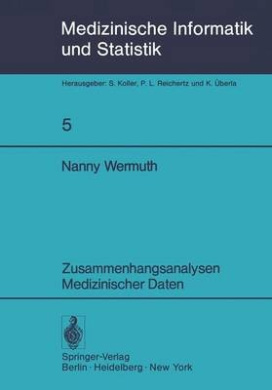 Medizinische Informatik
und Statistik
Herausgeber: S. Koller, P. L. Reichertz und K. Überla
5
Nanny Wermuth
Zusammenhangsanalysen
Medizinischer Daten
Springer-Verlag
Berlin · Heidelberg · New York